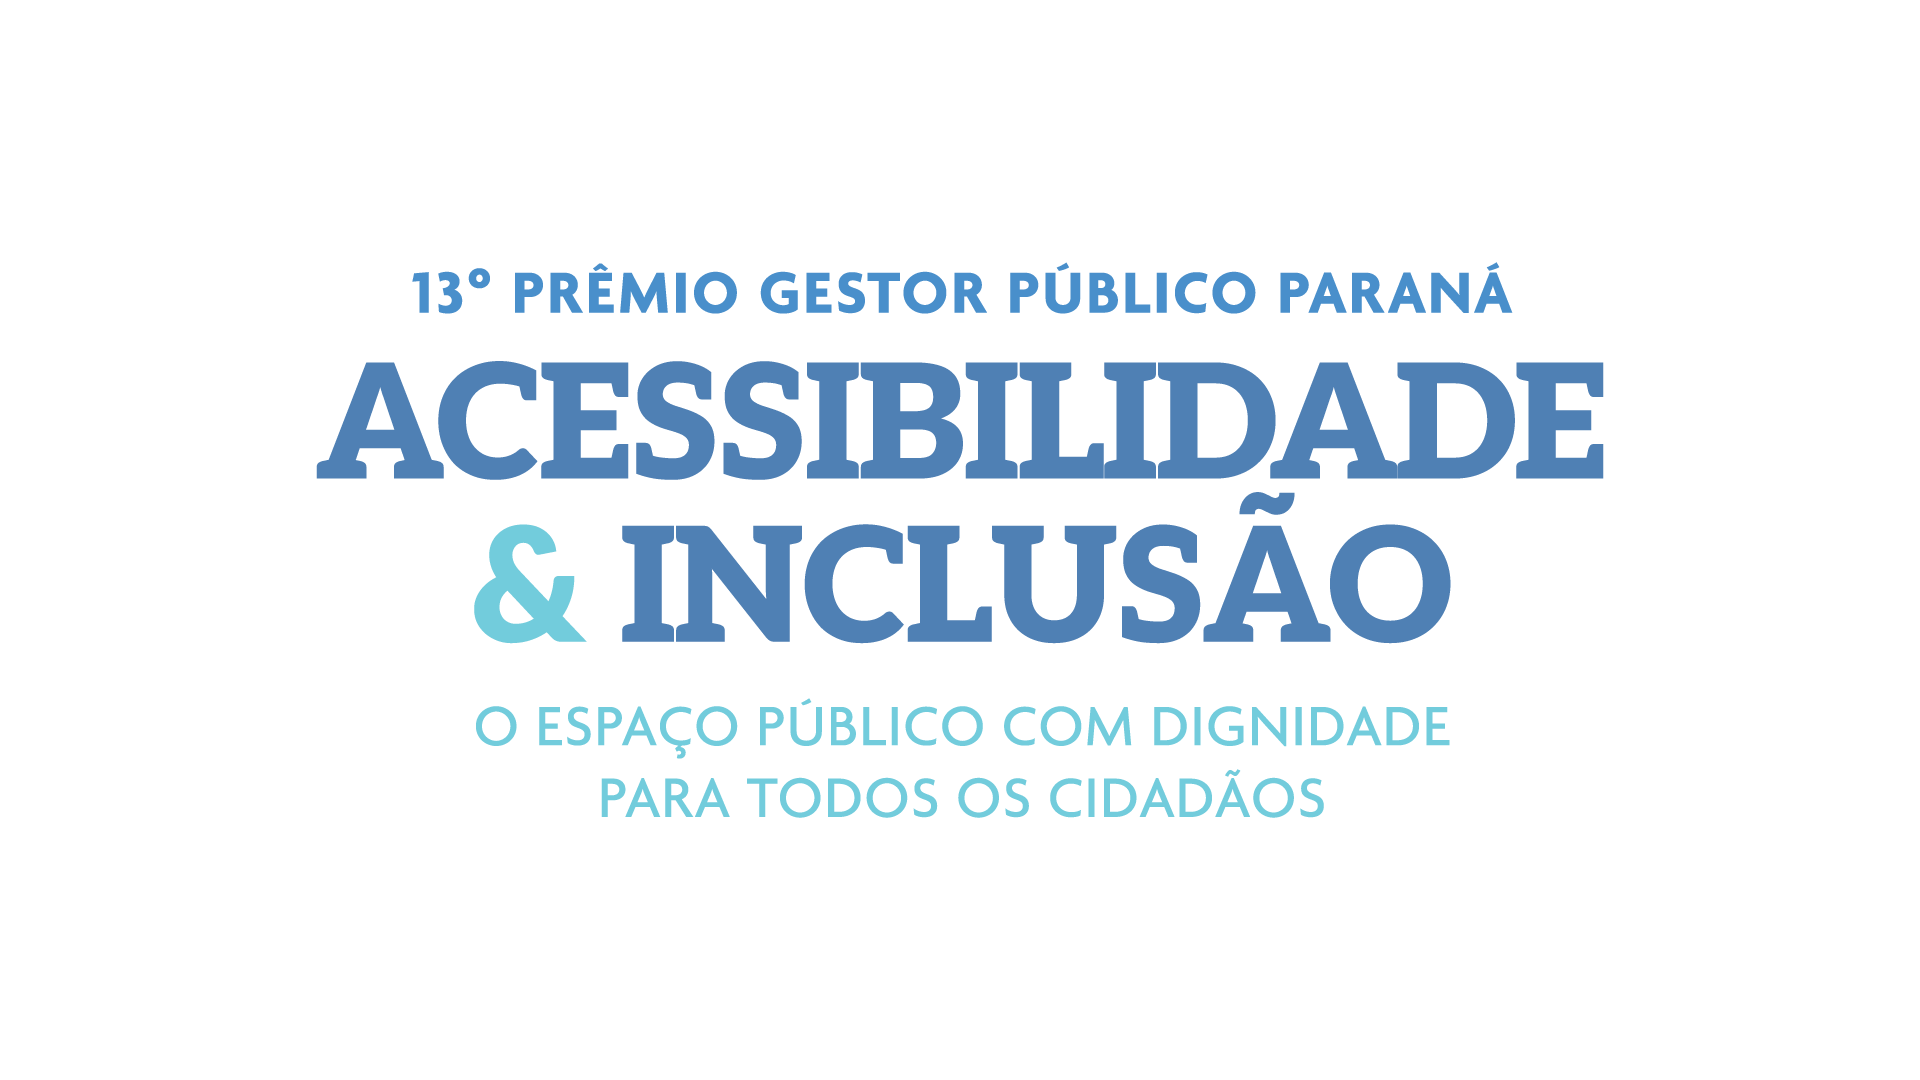 13º PRÊMIO GESTOR PÚBLICO PARANÁ
ACESSIBILIDADE
& INCLUSÃO
O ESPAÇO PÚBLICO COM DIGNIDADE
PARA TODOS OS CIDADÃOS